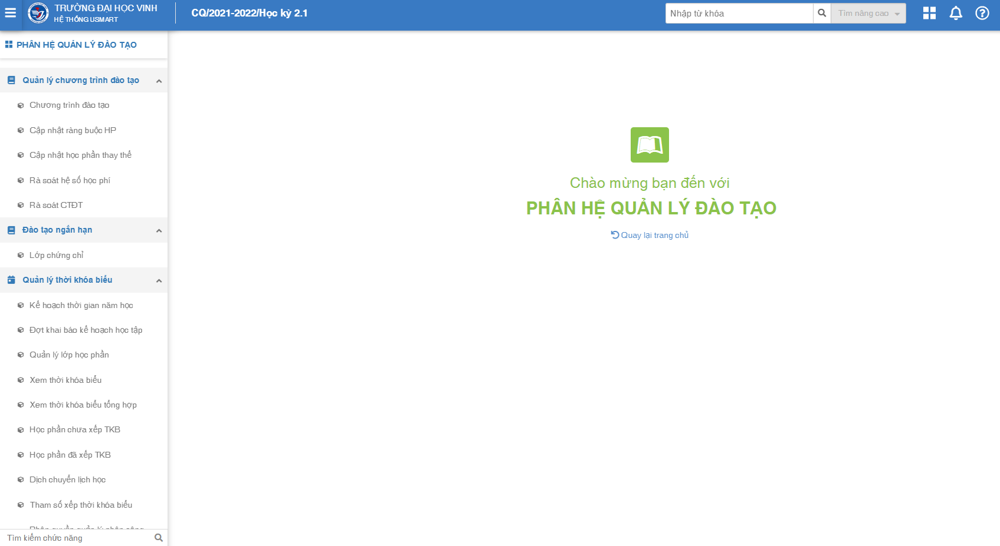 TRƯỜNG ĐẠI HỌC VINH
HỆ THỐNG USMART
CQ/2021-2022/Học kỳ 2.1
Nhập từ khóa
Tìm nâng cao
PHÂN HỆ QUẢN LÝ ĐÀO TẠO
Quản lý chương trình đào tạo
Chương trình đào tạo
Cập nhật ràng buộc HP
Cập nhật học phần thay thế
Rà soát hệ số học phí
Rà soát CTĐT
Đào tạo ngắn hạn
Lớp chứng chỉ
Quản lý thời khóa biểu
Kế hoạch thời gian năm học
Đợt khai báo kế hoạch học tập
Quản lý lớp học phần
Xem thời khóa biểu
Xem thời khóa biểu tổng hợp
Học phần chưa xếp TKB
Học phần đã xếp TKB
Dịch chuyển lịch học
Tham số xếp thời khóa biểu
Tìm kiếm chức năng
Chào mừng bạn đến với
PHÂN HỆ QUẢN LÝ ĐÀO TẠO
Quay lại trang chủ